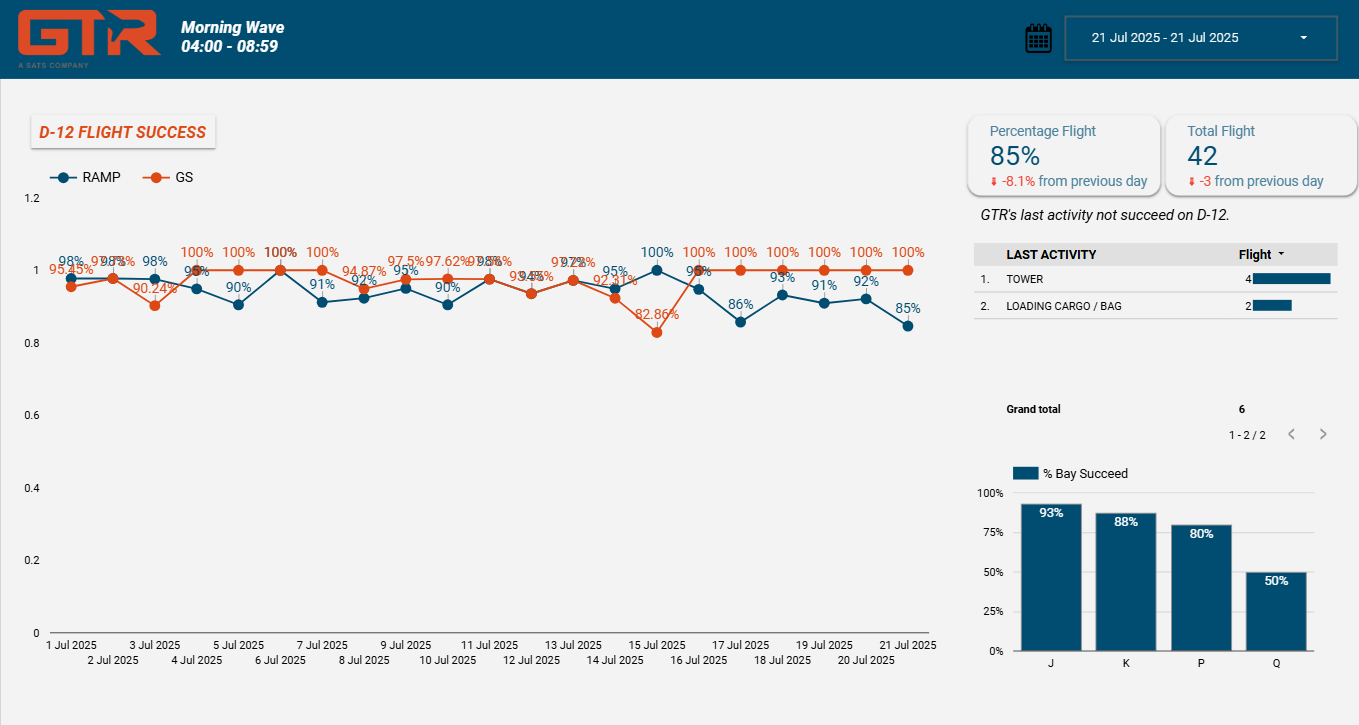 GTR
A SATS COMPANY
Morning Wave
04:00 - 08:59
21 Jul 2025 - 21 Jul 2025
D-12 FLIGHT SUCCESS
RAMP
GS
1.2
1
0.8
0.6
0.4
0.2
0
98%
98%
98%
95%
90%
100%
91%
92%
95%
90%
98%
94%
97%
95%
100%
95%
86%
93%
91%
92%
85%
95.45%
90.24%
100%
100%
100%
100%
94.87%
97.5%
97.62%
92.31%
82.86%
100%
100%
100%
100%
100%
100%
1 Jul 2025
2 Jul 2025
3 Jul 2025
4 Jul 2025
5 Jul 2025
6 Jul 2025
7 Jul 2025
8 Jul 2025
9 Jul 2025
10 Jul 2025
11 Jul 2025
12 Jul 2025
13 Jul 2025
14 Jul 2025
15 Jul 2025
16 Jul 2025
17 Jul 2025
18 Jul 2025
19 Jul 2025
20 Jul 2025
21 Jul 2025
Percentage Flight
85%
-8.1% from previous day
Total Flight
42
-3 from previous day
GTR's last activity not succeed on D-12.
LAST ACTIVITY Flight
1. TOWER 4
2. LOADING CARGO / BAG 2
Grand total 6
1 - 2 / 2
% Bay Succeed
100%
75%
50%
25%
0%
93%
88%
80%
50%
J K P Q